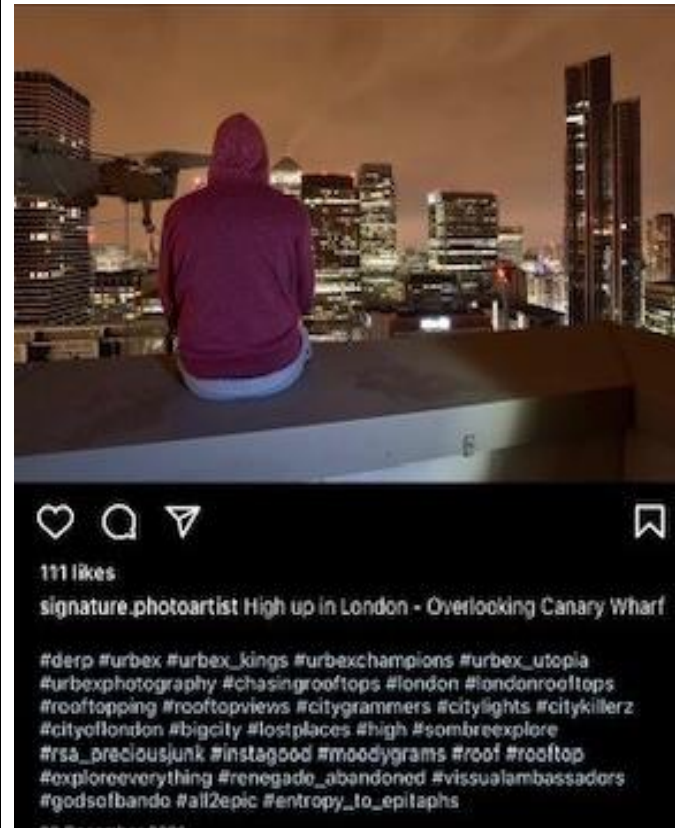 111 likes
signature.photoartist High up in London - Overlooking Canary Wharf
#derp #urbex #urbex_kings #urbexchampions #urbex_utopia
#urbexphotography #chasingrooftops #london #londonrooftops
#rooftopping #rooftopviews #citygrammers #citylights #citykillerz
#cityoflondon #bigcity #lostplaces #high #sombreexplore
#rsa_preciousjunk #instagood #moodygrams #roof #rooftop
#exploreeverything #renegade_abandoned #vissualambassadors
#godsofbando #all2epic #entropy_to_epitaphs